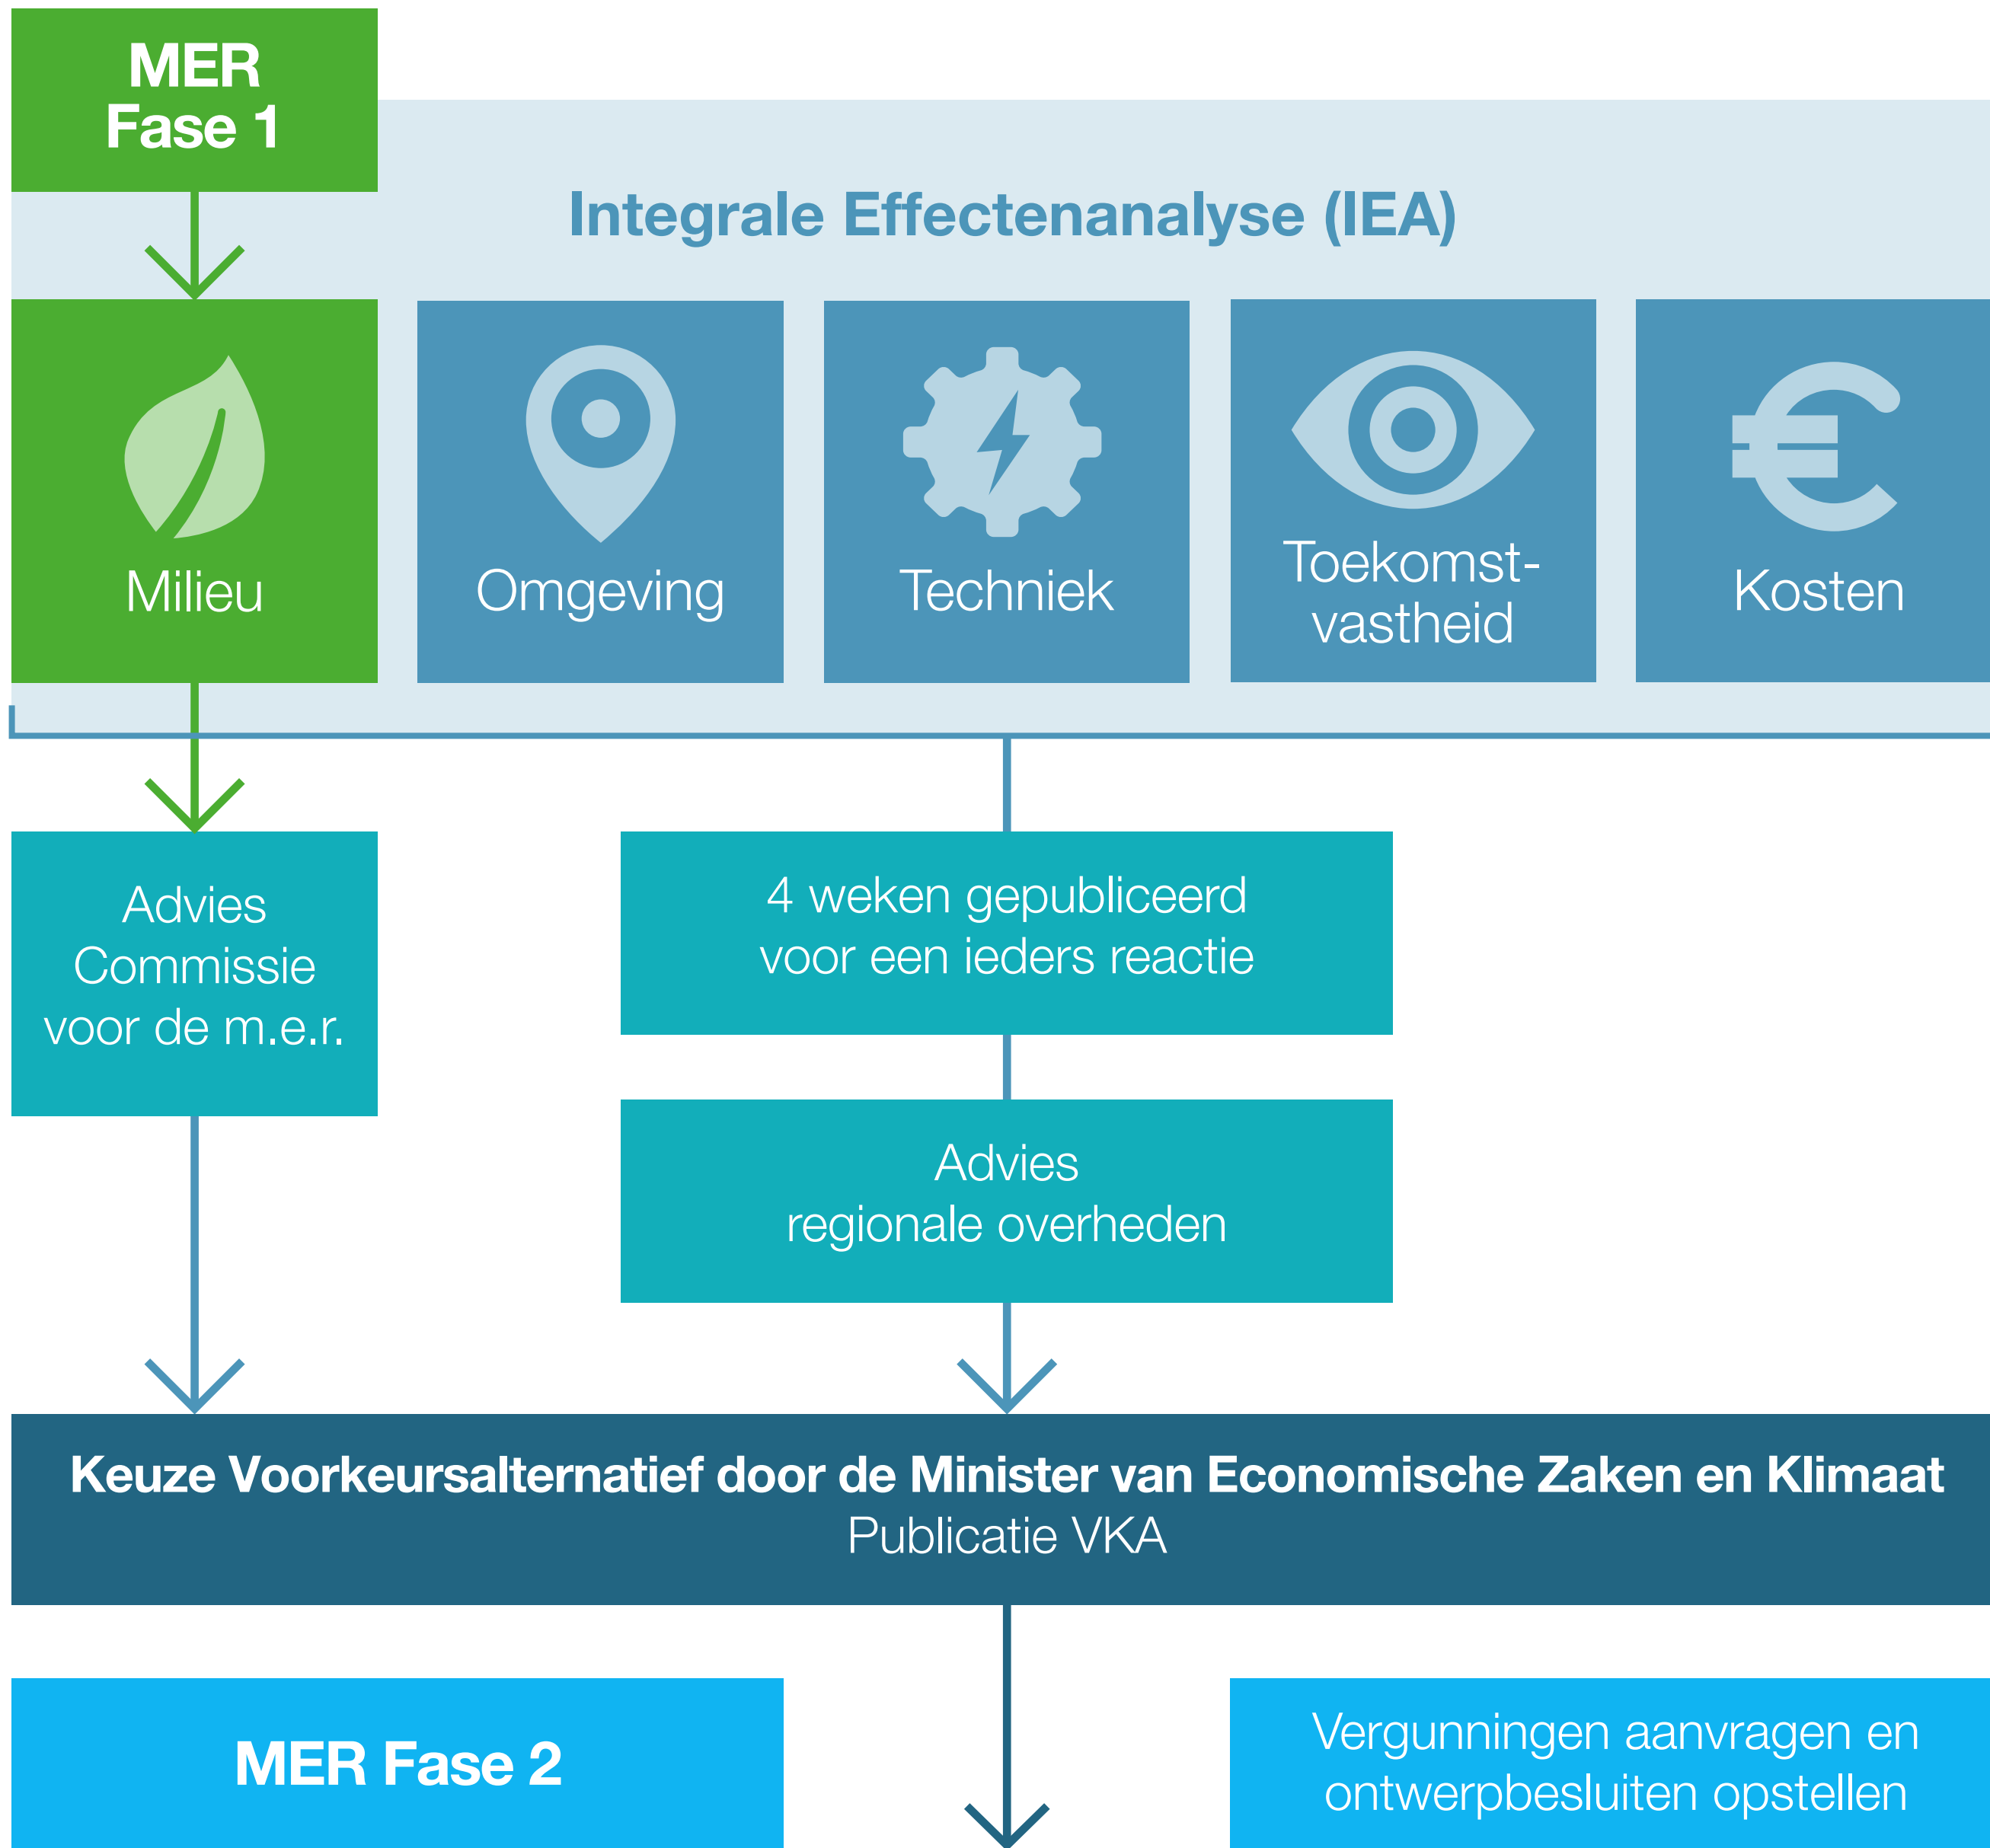 MER
Fase 1
Integrale Effectenanalyse (IEA)
Milieu
Omgeving
Techniek
Toekomst-
vastheid
Kosten
Advies
Commissie
voor de m.e.r.
4 weken gepubliceerd
voor een ieders reactie
Advies
regionale overheden
Keuze Voorkeursalternatief door de Minister van Economische Zaken en Klimaat
Publicatie VKA
MER Fase 2
Vergunningen aanvragen en
ontwerpbesluiten opstellen